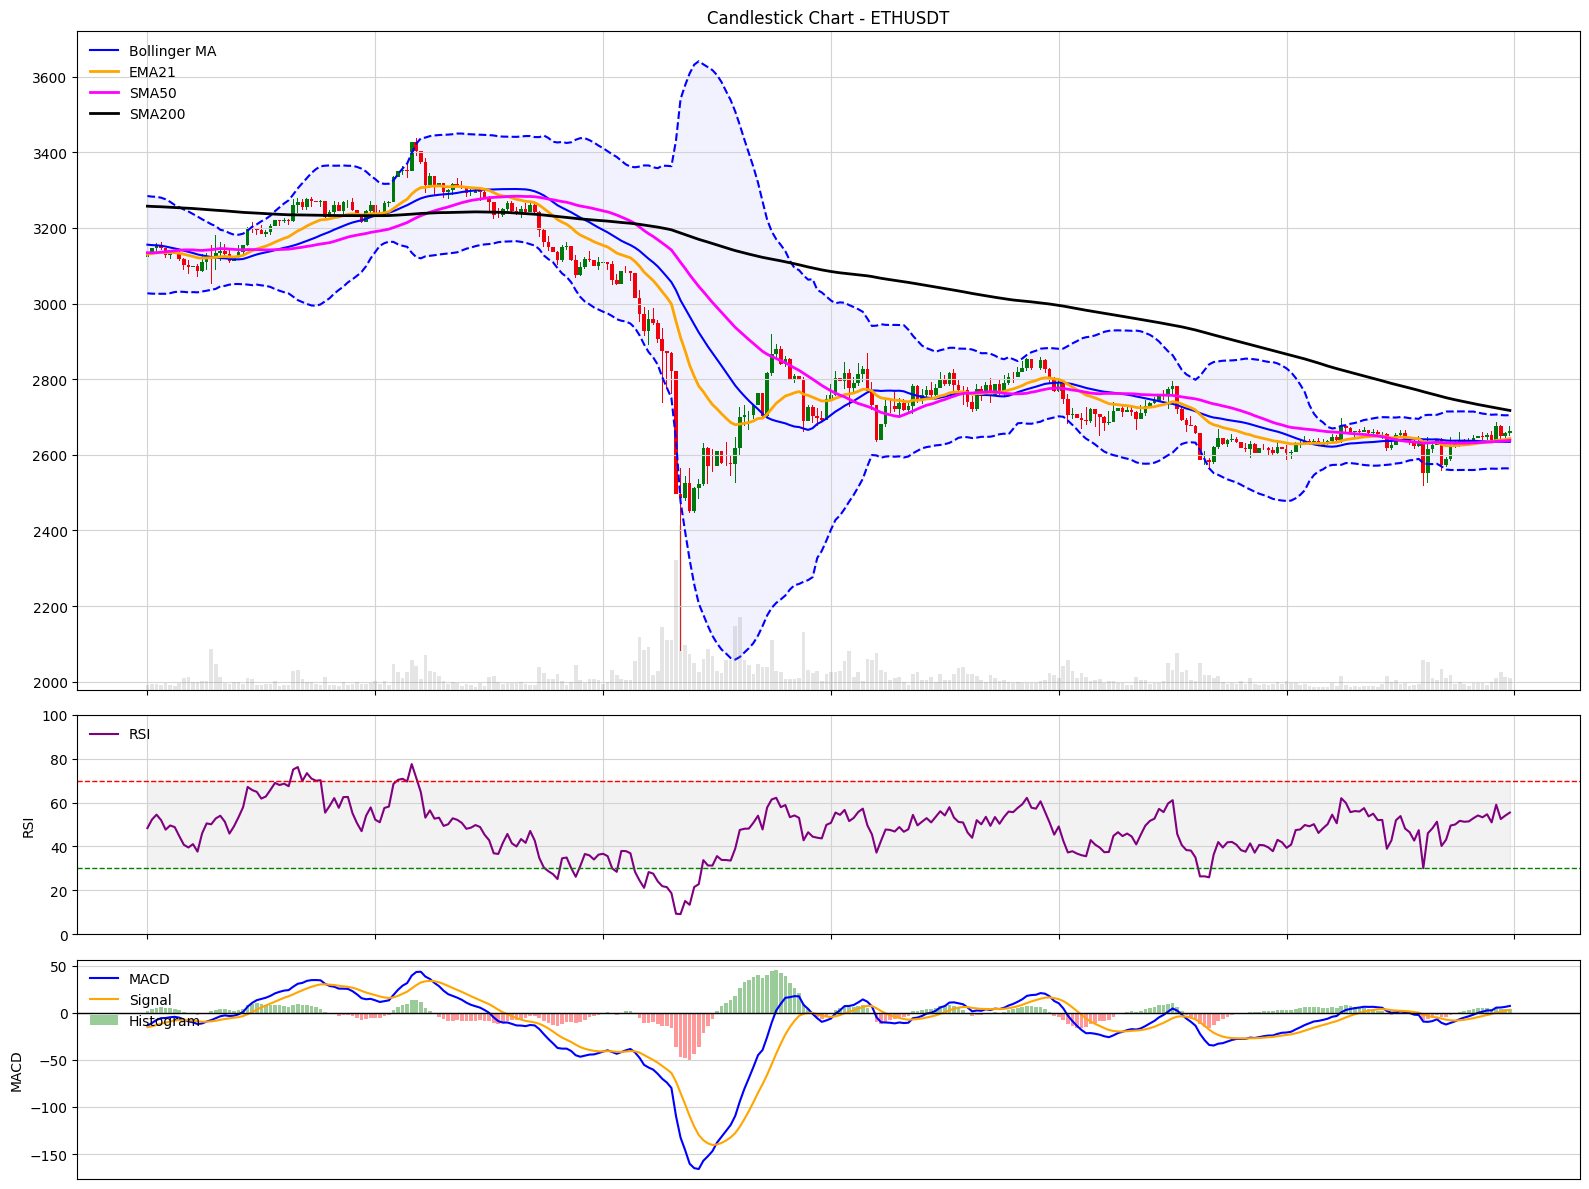 Candlestick Chart - ETHUSDT
Bollinger MA
EMA21
SMA50
SMA200
3600
3400
3200
3000
2800
2600
2400
2200
2000
RSI
RSI
100
80
60
40
20
0
MACD
Signal
Histogram
MACD
50
0
−50
−100
−150